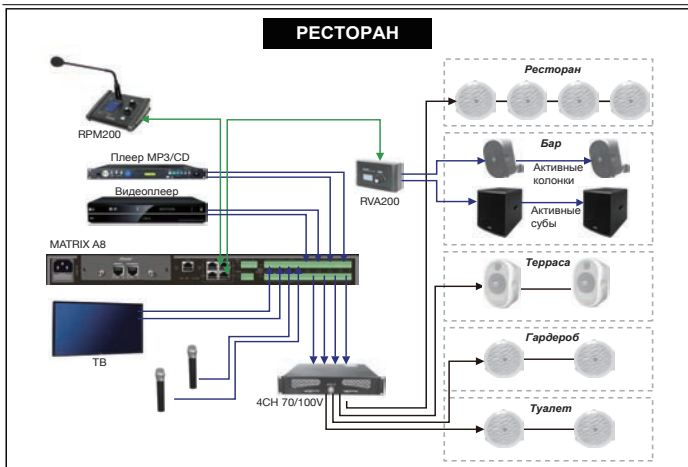 РЕСТОРАН
RPM200
Плеер MP3/CD
Видеоплеер
MATRIX A8
ТВ
4CH 70/100V
RVA200
Ресторан
Бар
Активные
колонки
Активные
субы
Терраса
Гардероб
Туалет